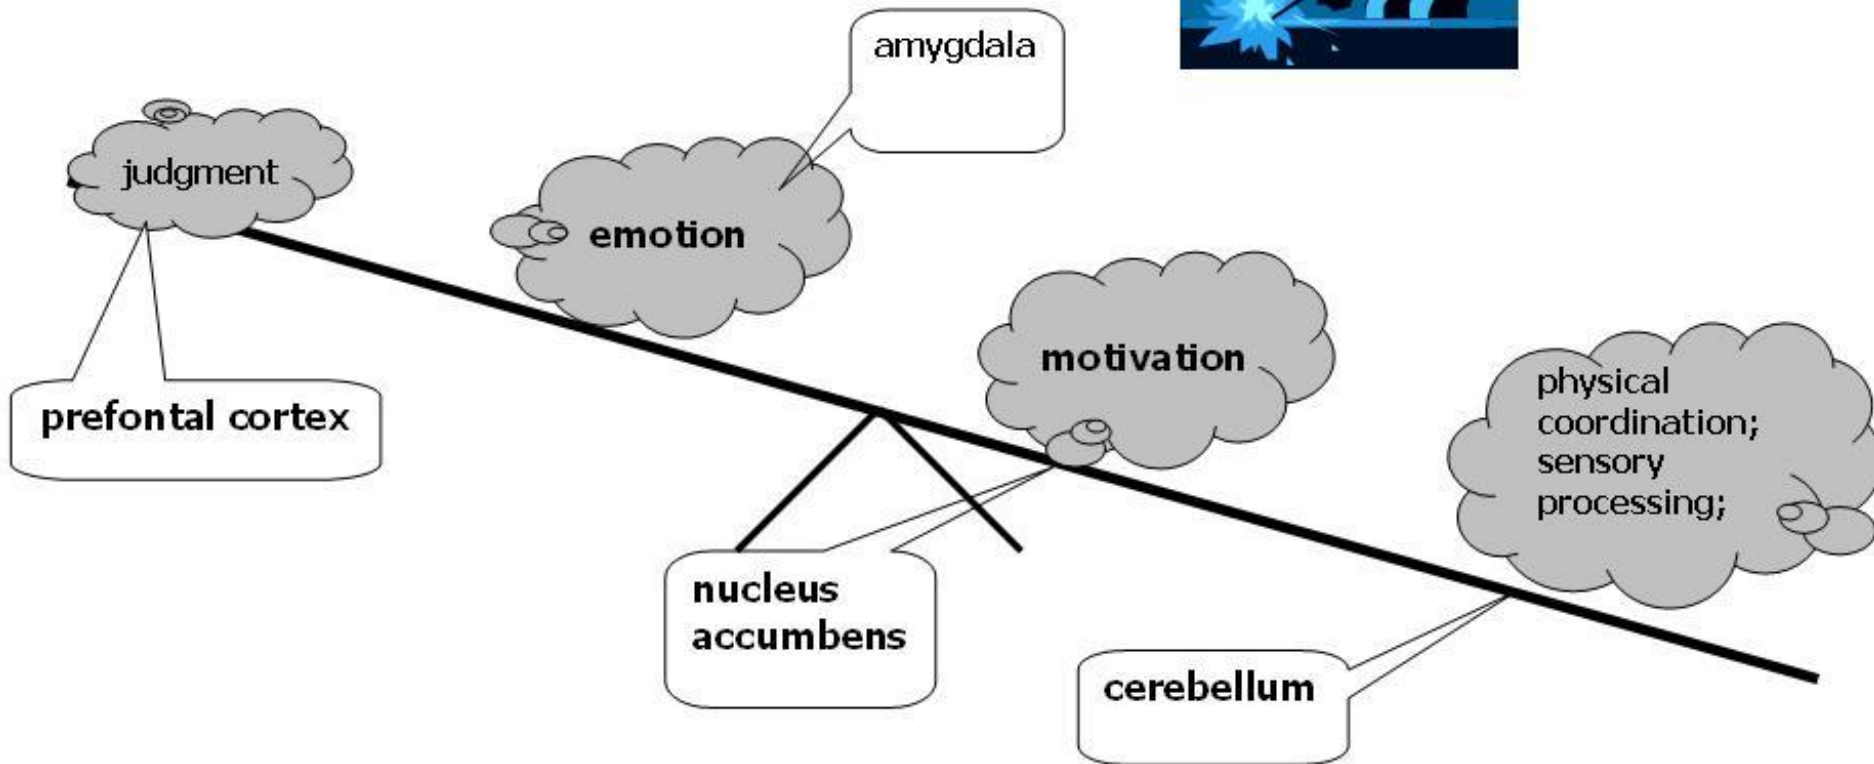 amygdala
judgment
emotion
motivation
prefontal cortex
physical
coordination;
sensory
processing;
nucleus
accumbens
cerebellum